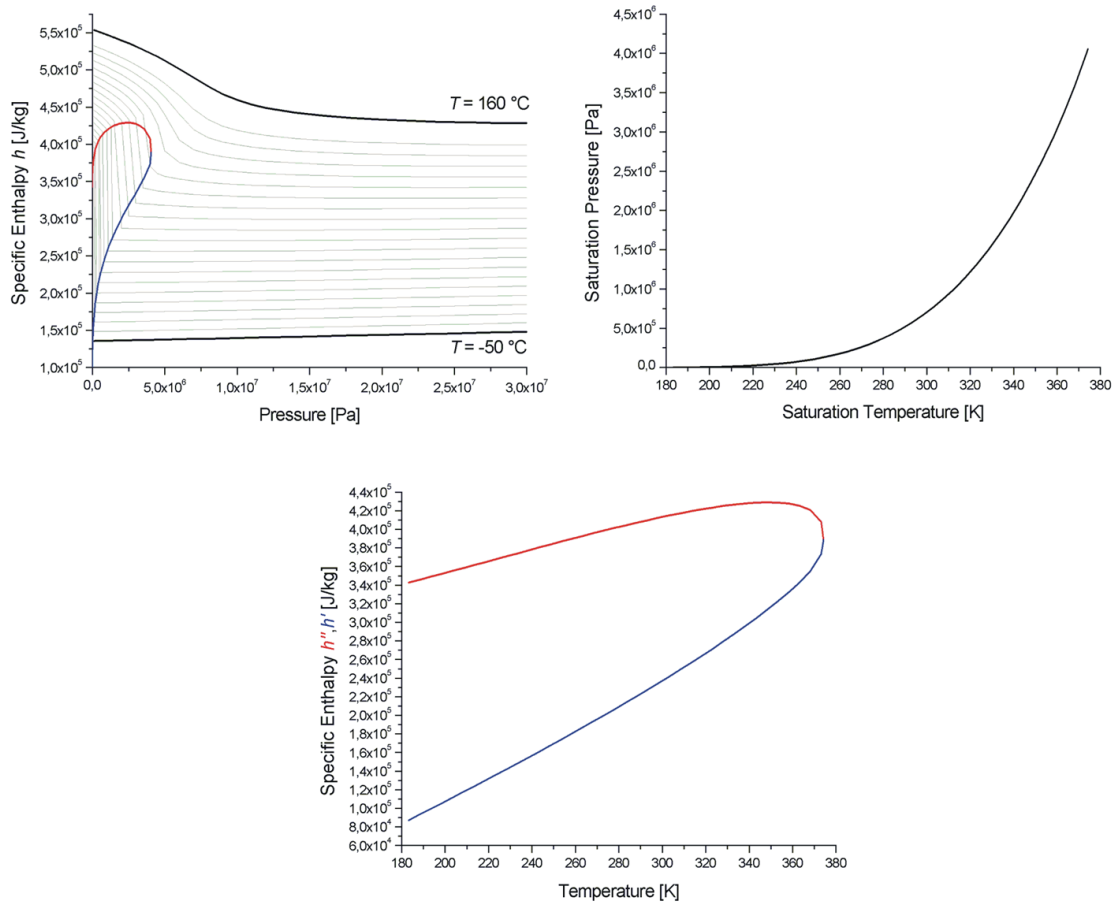 5,5x10⁵
5,0x10⁵
4,5x10⁵
4,0x10⁵
3,5x10⁵
3,0x10⁵
2,5x10⁵
2,0x10⁵
1,5x10⁵
1,0x10⁵
Specific Enthalpy h [J/kg]
T = 160 °C
T = -50 °C
0,0 5,0x10⁶ 1,0x10⁷ 1,5x10⁷ 2,0x10⁷ 2,5x10⁷ 3,0x10⁷
Pressure [Pa]
4,5x10⁶
4,0x10⁶
3,5x10⁶
3,0x10⁶
2,5x10⁶
2,0x10⁶
1,5x10⁶
1,0x10⁶
5,0x10⁵
0,0
Saturation Pressure [Pa]
180 200 220 240 260 280 300 320 340 360 380
Saturation Temperature [K]
4,4x10⁵
4,2x10⁵
4,0x10⁵
3,8x10⁵
3,6x10⁵
3,4x10⁵
3,2x10⁵
3,0x10⁵
2,8x10⁵
2,6x10⁵
2,4x10⁵
2,2x10⁵
2,0x10⁵
1,8x10⁵
1,6x10⁵
1,4x10⁵
1,2x10⁵
1,0x10⁵
8,0x10⁴
6,0x10⁴
Specific Enthalpy h",h' [J/kg]
180 200 220 240 260 280 300 320 340 360 380
Temperature [K]